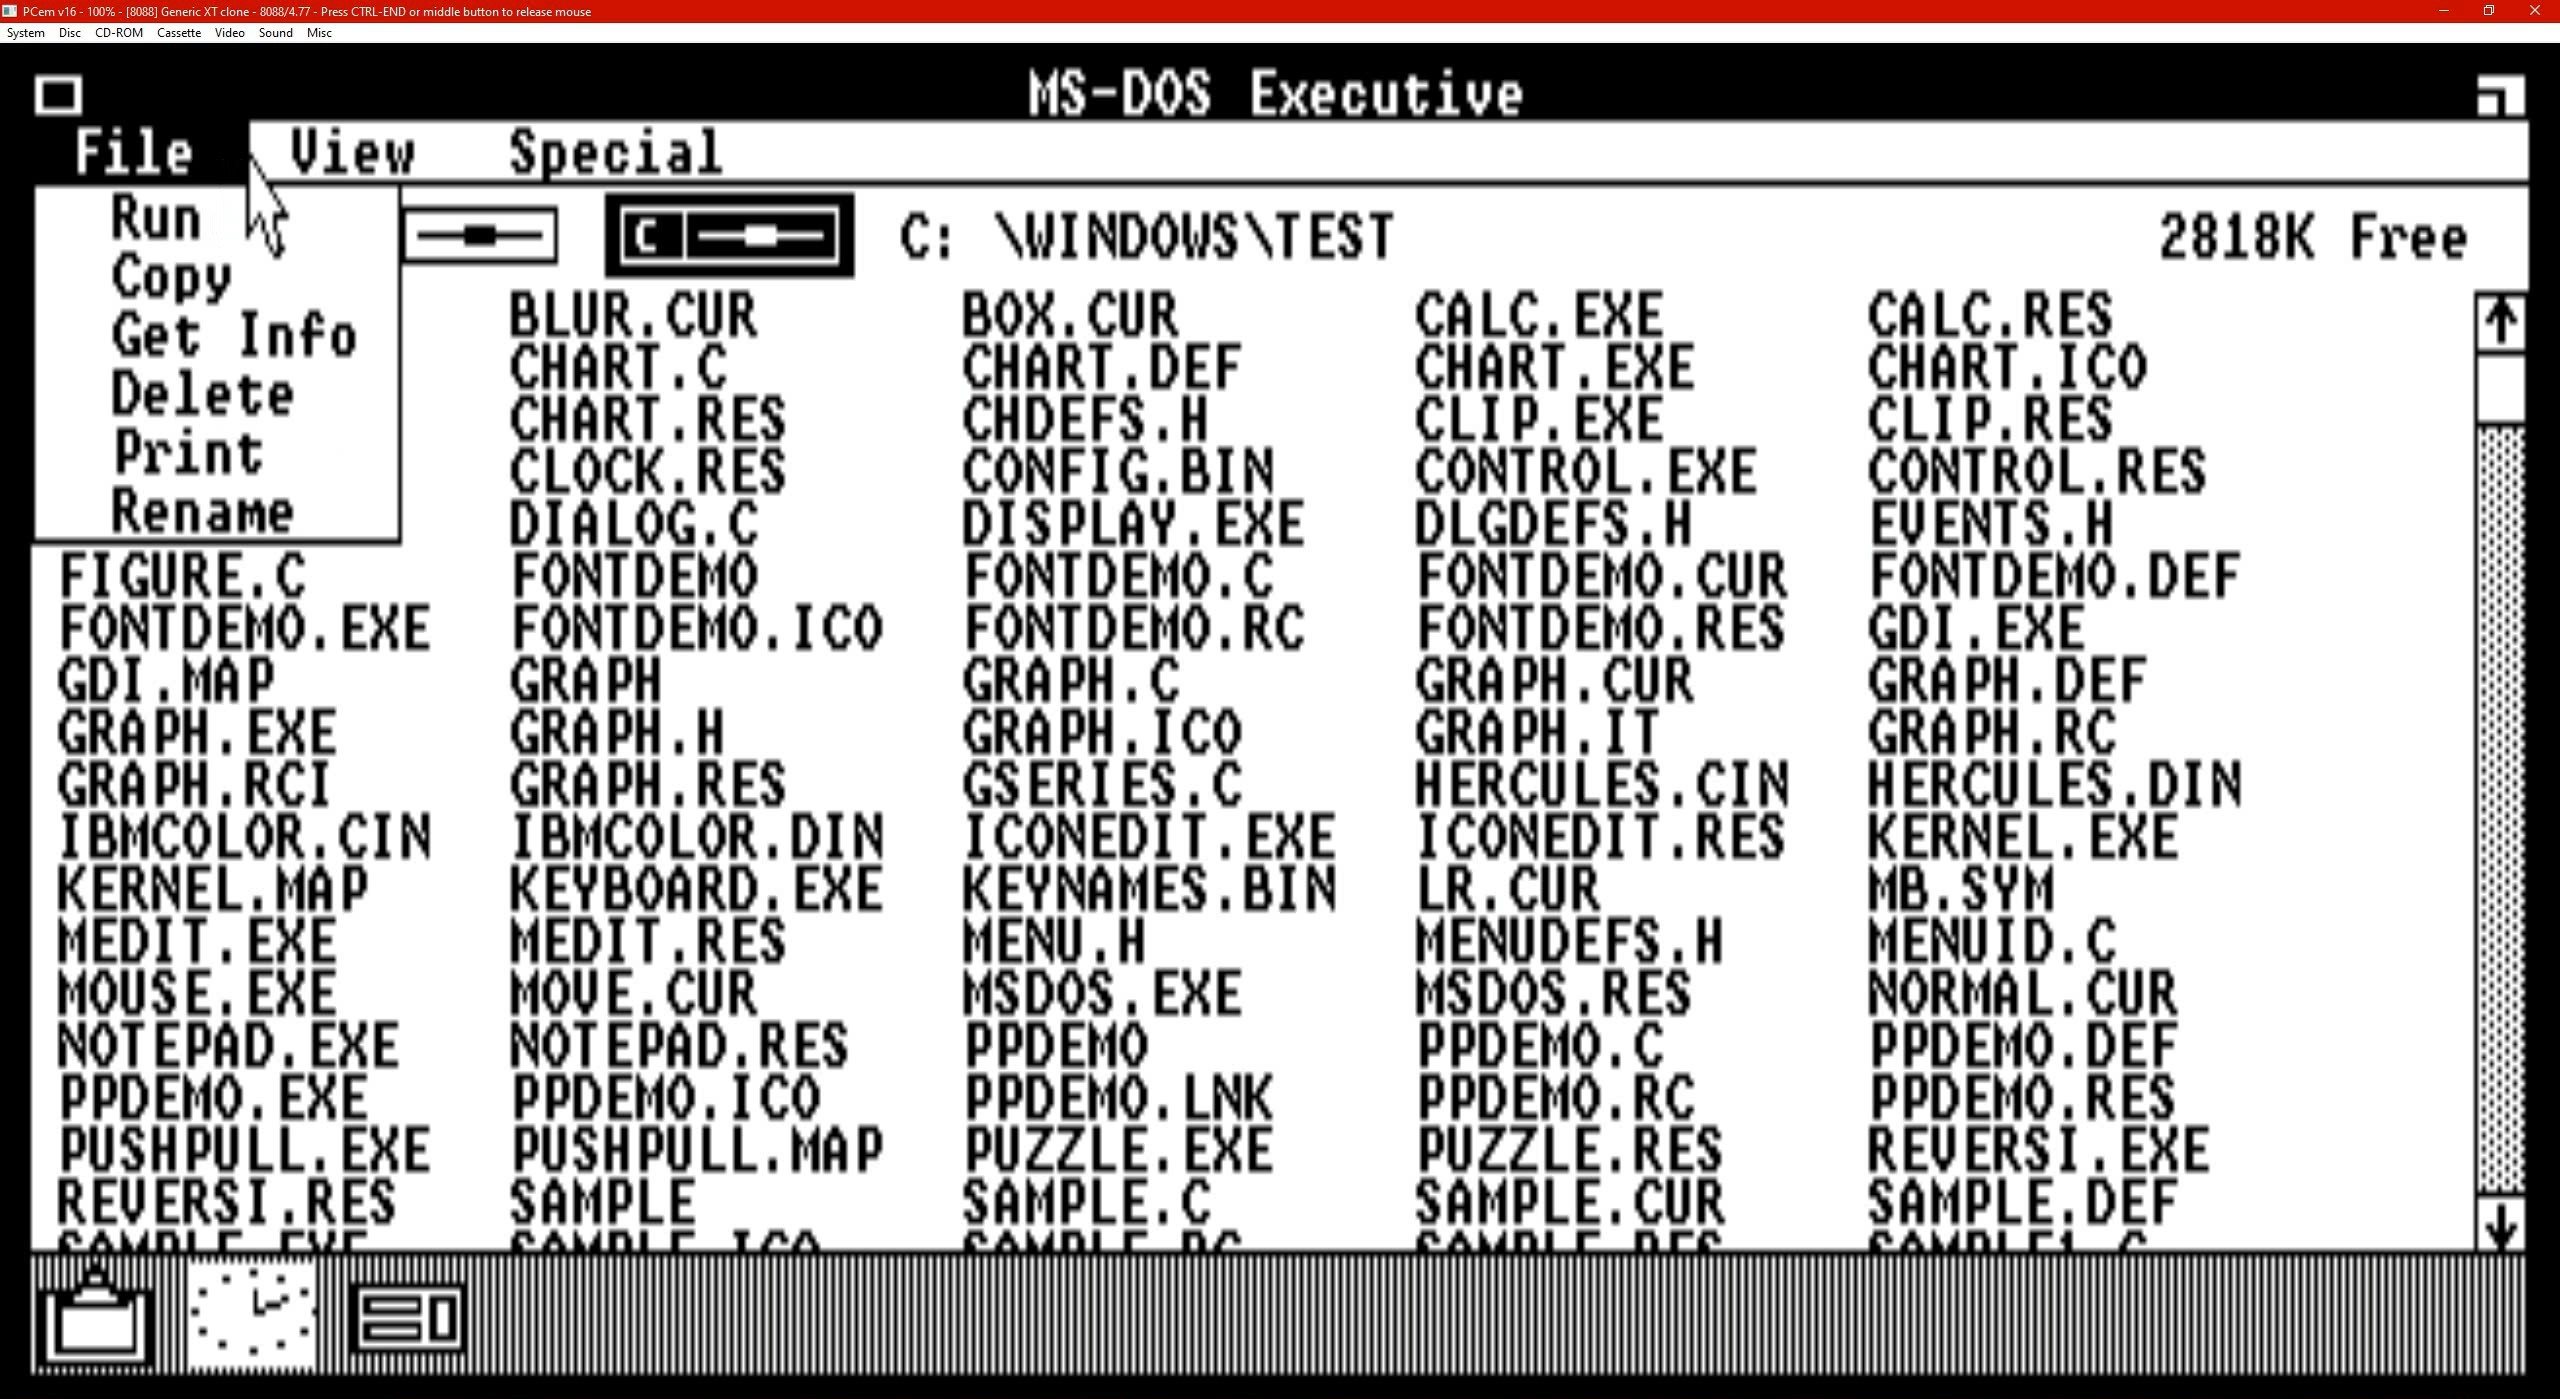 PCem v16 - 100% - [8088] Generic XT clone - 8088/4.77 - Press CTRL-END or middle button to release mouse
System Disc CD-ROM Cassette Video Sound Misc
MS-DOS Executive
File View Special
Run
Copy
Get Info
Delete
Print
Rename
C C: \WINDOWS\TEST 2818K Free
BLUR.CUR BOX.CUR CALC.EXE CALC.RES
CHART.C CHART.DEF CHART.EXE CHART.ICO
CHART.RES CHDEFS.H CLIP.EXE CLIP.RES
CLOCK.RES CONFIG.BIN CONTROL.EXE CONTROL.RES
DIALOG.C DISPLAY.EXE DLGDEFS.H EVENTS.H
FIGURE.C FONTDEMO FONTDEMO.C FONTDEMO.CUR FONTDEMO.DEF
FONTDEMO.EXE FONTDEMO.ICO FONTDEMO.RC FONTDEMO.RES GDI.EXE
GDI.MAP GRAPH GRAPH.C GRAPH.CUR GRAPH.DEF
GRAPH.EXE GRAPH.H GRAPH.ICO GRAPH.IT GRAPH.RC
GRAPH.RCI GRAPH.RES GSERIES.C HERCULES.CIN HERCULES.DIN
IBMCOLOR.CIN IBMCOLOR.DIN ICONEDIT.EXE ICONEDIT.RES KERNEL.EXE
KERNEL.MAP KEYBOARD.EXE KEYNAMES.BIN LR.CUR MB.SYM
MEDIT.EXE MEDIT.RES MENU.H MENUDEFS.H MENUID.C
MOUSE.EXE MOVE.CUR MSDOS.EXE MSDOS.RES NORMAL.CUR
NOTEPAD.EXE NOTEPAD.RES PPDEMO PPDEMO.C PPDEMO.DEF
PPDEMO.EXE PPDEMO.ICO PPDEMO.LNK PPDEMO.RC PPDEMO.RES
PUSHPULL.EXE PUSHPULL.MAP PUZZLE.EXE PUZZLE.RES REVERSI.EXE
REVERSI.RES SAMPLE SAMPLE.C SAMPLE.CUR SAMPLE.DEF